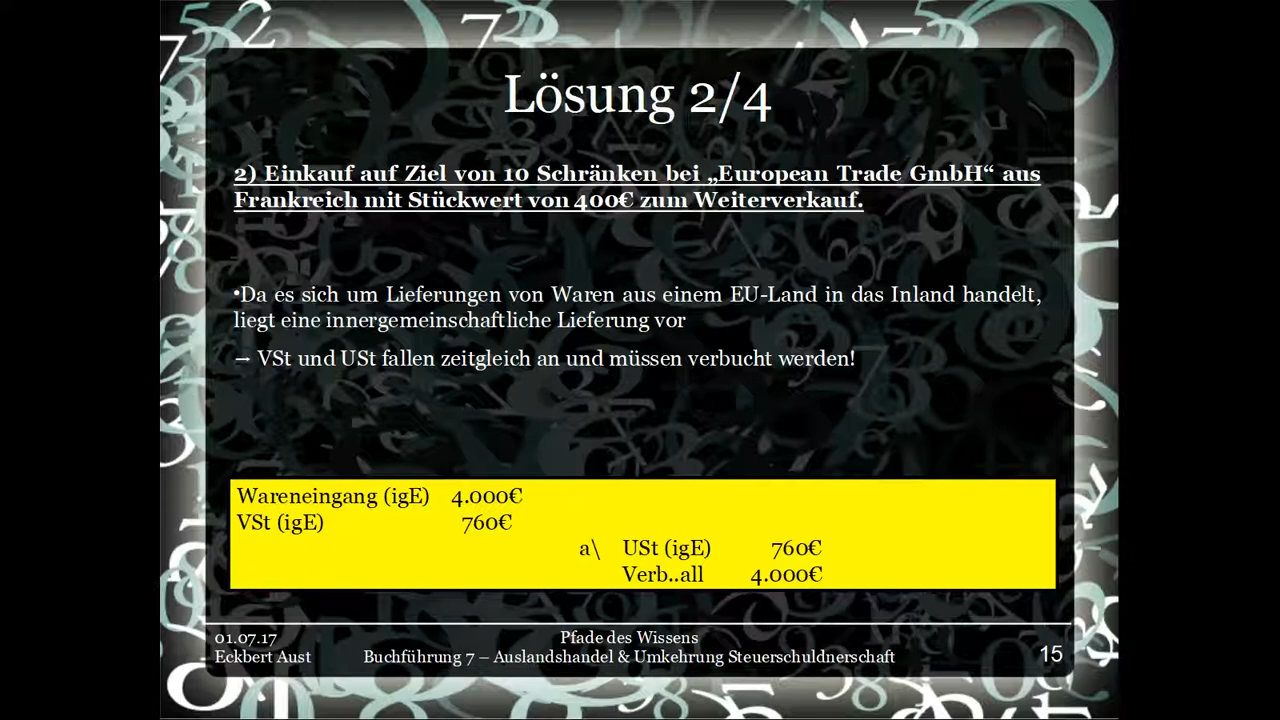 Lösung 2/4
2) Einkauf auf Ziel von 10 Schränken bei „European Trade GmbH“ aus
Frankreich mit Stückwert von 400€ zum Weiterverkauf.
•Da es sich um Lieferungen von Waren aus einem EU-Land in das Inland handelt,
liegt eine innergemeinschaftliche Lieferung vor
→ VSt und USt fallen zeitgleich an und müssen verbucht werden!
Wareneingang (igE) 4.000€
VSt (igE) 760€
a\ USt (igE) 760€
Verb..all 4.000€
01.07.17 Pfade des Wissens
Eckbert Aust Buchführung 7 – Auslandshandel & Umkehrung Steuerschuldnerschaft 15